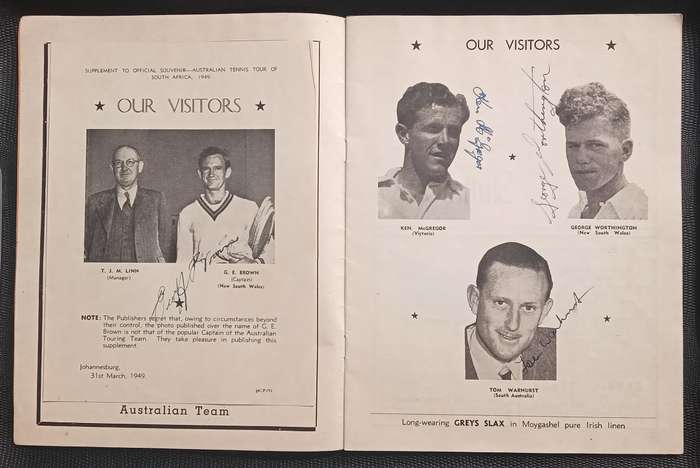 SUPPLEMENT TO OFFICIAL SOUVENIR—AUSTRALIAN TENNIS TOUR OF
SOUTH AFRICA, 1949.
★ OUR VISITORS ★
T. J. M. LINN
(Manager)
G. E. BROWN
(Captain)
(New South Wales)
NOTE: The Publishers regret that, owing to circumstances beyond
their control, the photo published over the name of G. E.
Brown is not that of the popular Captain of the Australian
Touring Team. They take pleasure in publishing this
supplement.
Johannesburg,
31st March, 1949.
Australian Team
★ OUR VISITORS ★
Ken McGregor
George Worthington
KEN. McGREGOR
(Victoria)
GEORGE WORTHINGTON
(New South Wales)
Tom Warhurst
TOM WARHURST
(South Australia)
Long-wearing GREYS SLAX in Moygashel pure Irish linen